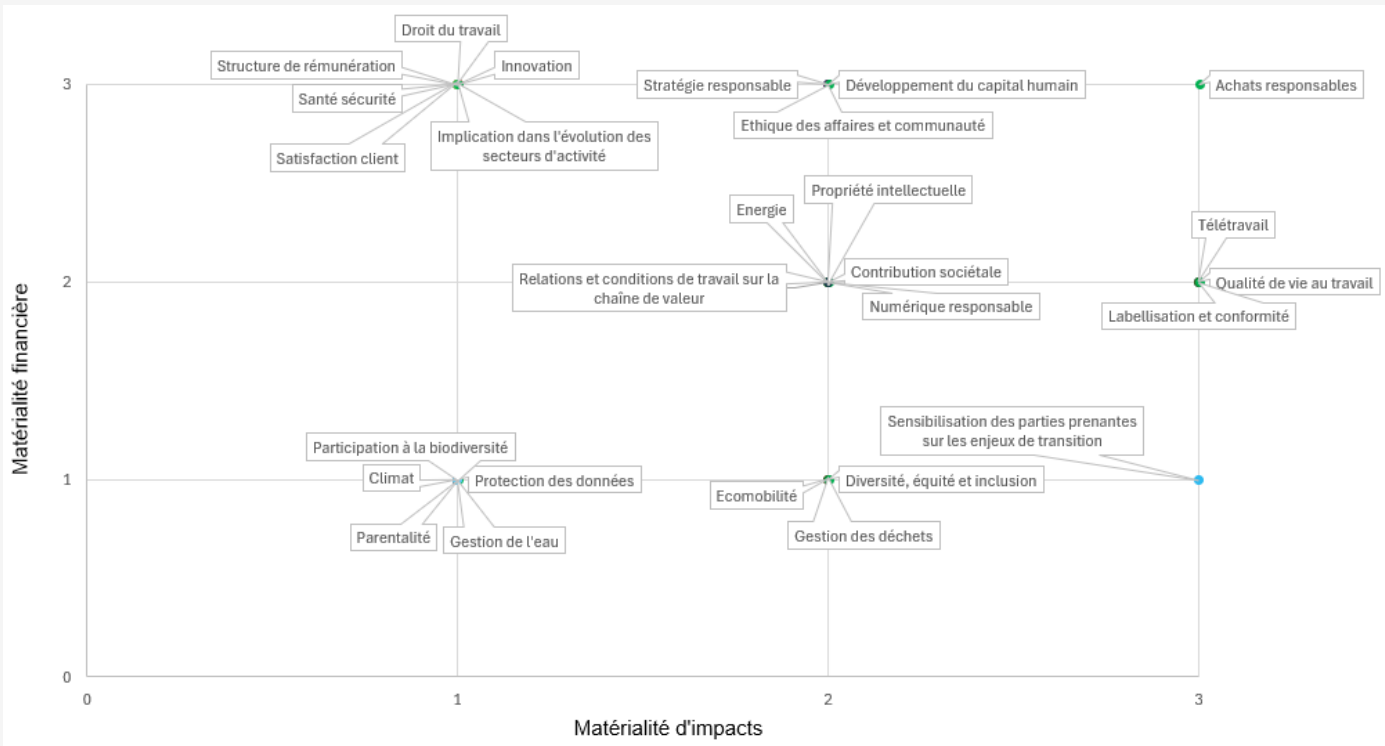 Droit du travail
Structure de rémunération
Innovation
3
Stratégie responsable
Développement du capital humain
Achats responsables
Santé sécurité
Ethique des affaires et communauté
Implication dans l'évolution des
secteurs d'activité
Satisfaction client
Propriété intellectuelle
Energie
Télétravail
Relations et conditions de travail sur la
chaîne de valeur
Contribution sociétale
2
Qualité de vie au travail
Numérique responsable
Labellisation et conformité
Matérialité financière
Sensibilisation des parties prenantes
sur les enjeux de transition
Participation à la biodiversité
Climat
Protection des données
1
Ecomobilité
Diversité, équité et inclusion
Parentalité
Gestion de l'eau
Gestion des déchets
0
0
1
2
3
Matérialité d'impacts